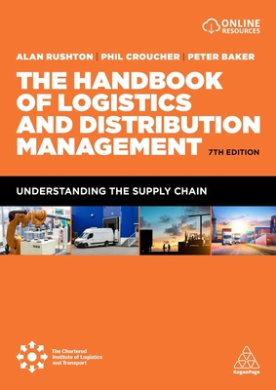 ONLINE
RESOURCES
ALAN RUSHTON | PHIL CROUCHER | PETER BAKER
THE HANDBOOK
OF LOGISTICS
AND DISTRIBUTION
MANAGEMENT 7TH EDITION
UNDERSTANDING THE SUPPLY CHAIN
The Chartered
Institute of Logistics
and Transport
KoganPage